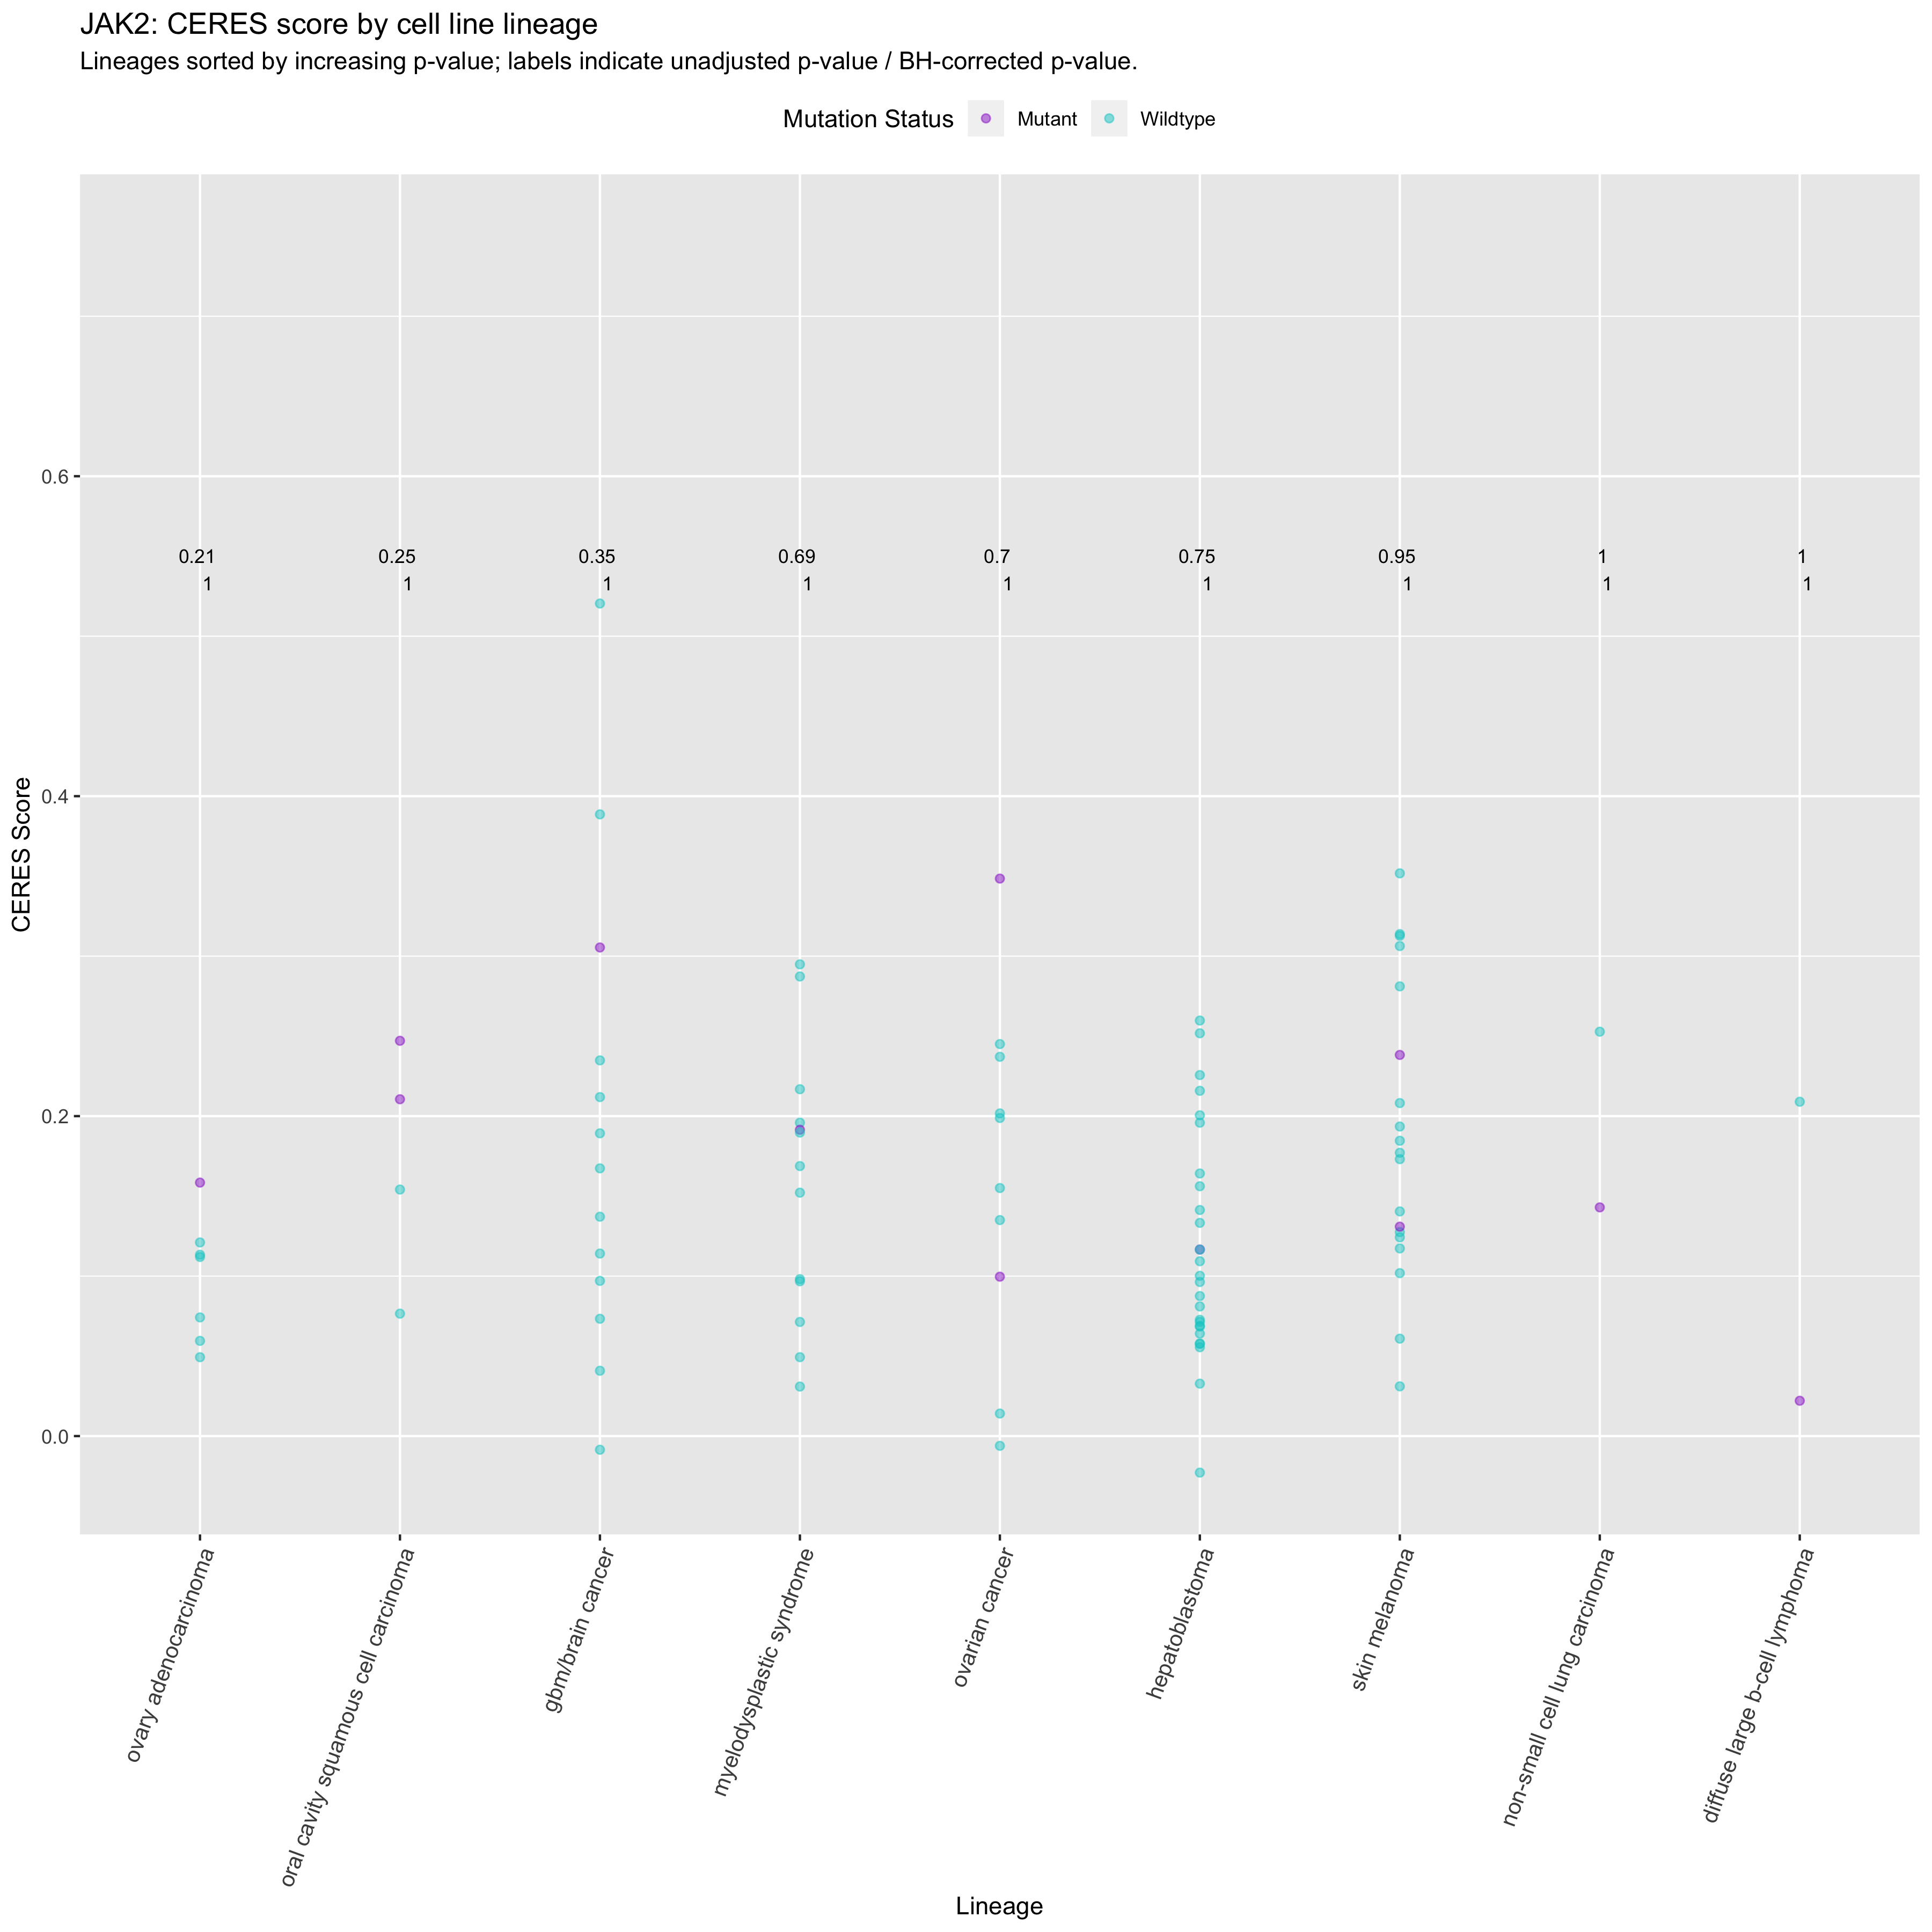 JAK2: CERES score by cell line lineage
Lineages sorted by increasing p-value; labels indicate unadjusted p-value / BH-corrected p-value.
Mutation Status Mutant Wildtype
0.6
0.21 0.25 0.35 0.69 0.7 0.75 0.95 1 1
1 1 1 1 1 1 1 1 1
0.4
CERES Score
0.2
0.0
ovary adenocarcinoma
oral cavity squamous cell carcinoma
gbm/brain cancer
myelodysplastic syndrome
ovarian cancer
hepatoblastoma
skin melanoma
non-small cell lung carcinoma
diffuse large b-cell lymphoma
Lineage